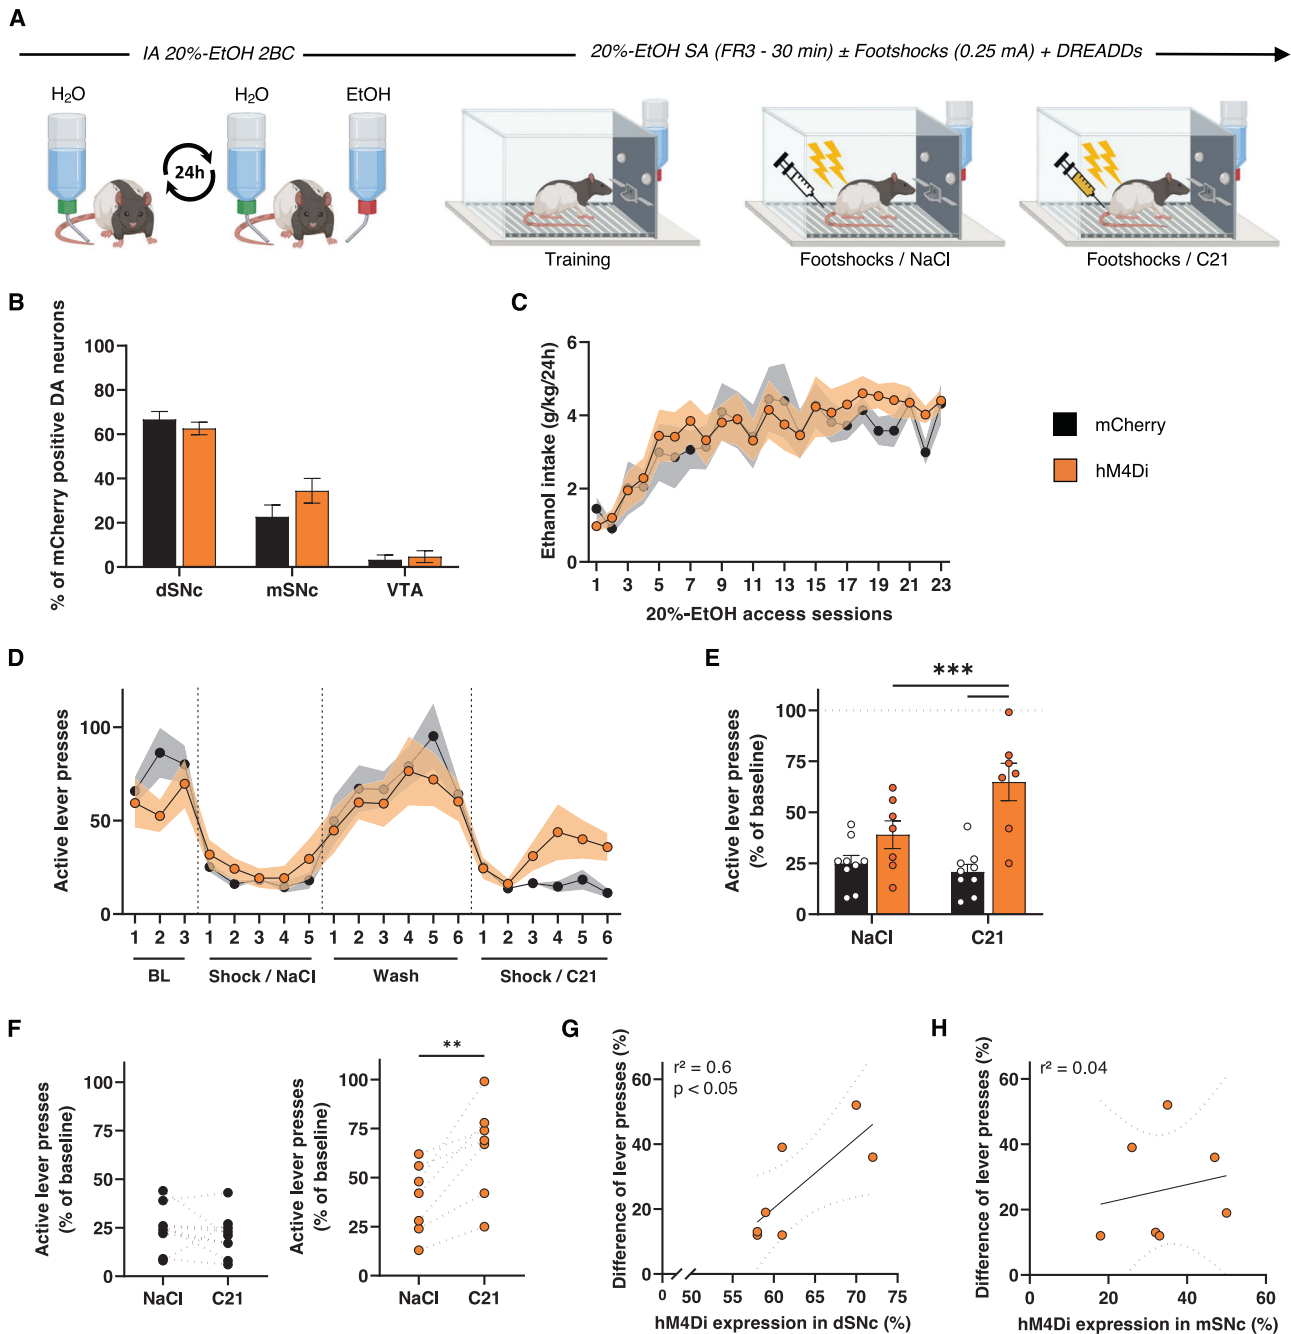 A
IA 20%-EtOH 2BC
20%-EtOH SA (FR3 - 30 min) ± Footshocks (0.25 mA) + DREADDs
H₂O
H₂O
EtOH
24h
Training
Footshocks / NaCl
Footshocks / C21
B
% of mCherry positive DA neurons
100
80
60
40
20
0
dSNc
mSNc
VTA
C
Ethanol intake (g/kg/24h)
6
4
2
0
1 3 5 7 9 11 13 15 17 19 21 23
20%-EtOH access sessions
mCherry
hM4Di
D
Active lever presses
100
50
0
1 2 3 1 2 3 4 5 1 2 3 4 5 6 1 2 3 4 5 6
BL
Shock / NaCl
Wash
Shock / C21
E
Active lever presses
(% of baseline)
100
75
50
25
0
***
NaCl
C21
F
Active lever presses
(% of baseline)
100
75
50
25
0
NaCl
C21
Active lever presses
(% of baseline)
100
75
50
25
0
**
NaCl
C21
G
Difference of lever presses (%)
r² = 0.6
p < 0.05
60
40
20
0
0 50 55 60 65 70 75
hM4Di expression in dSNc (%)
H
Difference of lever presses (%)
r² = 0.04
60
40
20
0
0 20 40 60
hM4Di expression in mSNc (%)